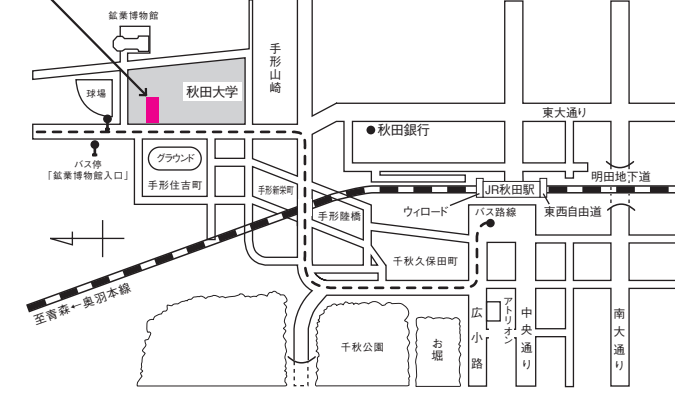 鉱業博物館
手形山崎
球場
秋田大学
東大通り
秋田銀行
グラウンド
バス停
「鉱業博物館入口」
手形住吉町
手形新栄町
明田地下道
JR秋田駅
手形陸橋
ウィロード
バス路線
東西自由道
千秋久保田町
至青森←奥羽本線
広小路
アトリオン
中央通り
南大通り
千秋公園
お堀